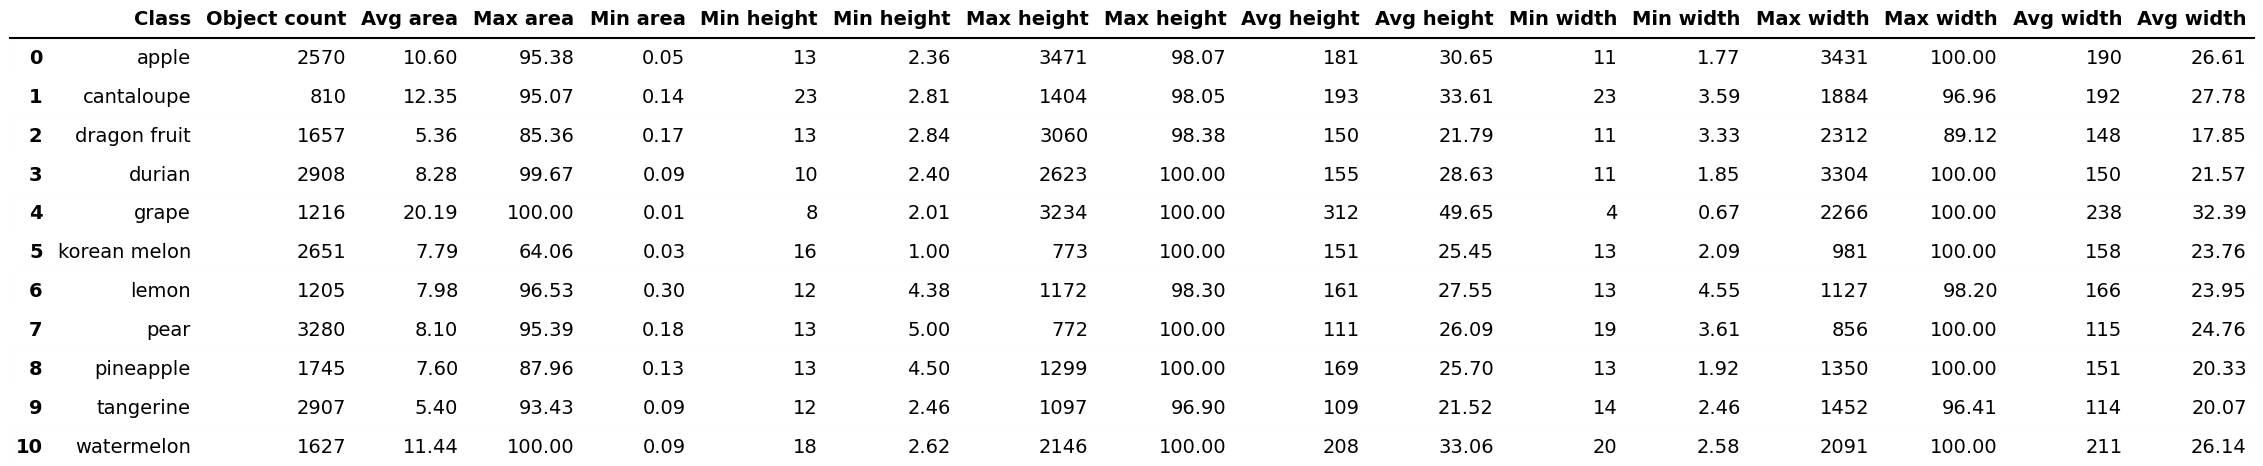 Class Object count Avg area Max area Min area Min height Min height Max height Max height Avg height Avg height Min width Min width Max width Max width Avg width Avg width
0 apple 2570 10.60 95.38 0.05 13 2.36 3471 98.07 181 30.65 11 1.77 3431 100.00 190 26.61
1 cantaloupe 810 12.35 95.07 0.14 23 2.81 1404 98.05 193 33.61 23 3.59 1884 96.96 192 27.78
2 dragon fruit 1657 5.36 85.36 0.17 13 2.84 3060 98.38 150 21.79 11 3.33 2312 89.12 148 17.85
3 durian 2908 8.28 99.67 0.09 10 2.40 2623 100.00 155 28.63 11 1.85 3304 100.00 150 21.57
4 grape 1216 20.19 100.00 0.01 8 2.01 3234 100.00 312 49.65 4 0.67 2266 100.00 238 32.39
5 korean melon 2651 7.79 64.06 0.03 16 1.00 773 100.00 151 25.45 13 2.09 981 100.00 158 23.76
6 lemon 1205 7.98 96.53 0.30 12 4.38 1172 98.30 161 27.55 13 4.55 1127 98.20 166 23.95
7 pear 3280 8.10 95.39 0.18 13 5.00 772 100.00 111 26.09 19 3.61 856 100.00 115 24.76
8 pineapple 1745 7.60 87.96 0.13 13 4.50 1299 100.00 169 25.70 13 1.92 1350 100.00 151 20.33
9 tangerine 2907 5.40 93.43 0.09 12 2.46 1097 96.90 109 21.52 14 2.46 1452 96.41 114 20.07
10 watermelon 1627 11.44 100.00 0.09 18 2.62 2146 100.00 208 33.06 20 2.58 2091 100.00 211 26.14